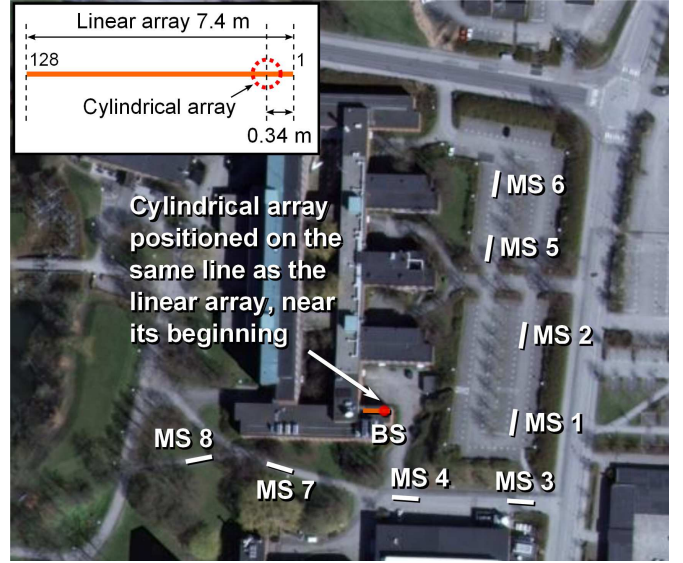 Linear array 7.4 m
128
1
Cylindrical array
0.34 m
MS 6
Cylindrical array
positioned on the
same line as the
linear array, near
its beginning
MS 5
MS 2
MS 1
BS
MS 8
MS 7
MS 4
MS 3